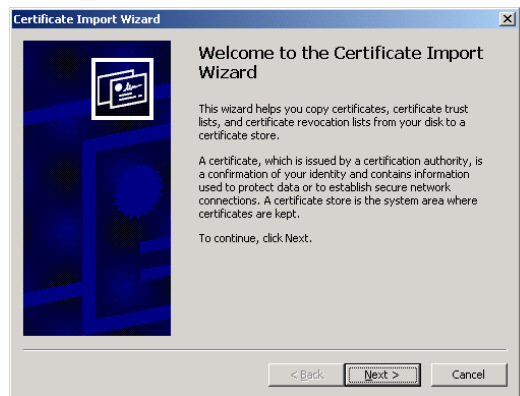 Certificate Import Wizard
Welcome to the Certificate Import
Wizard
This wizard helps you copy certificates, certificate trust
lists, and certificate revocation lists from your disk to a
certificate store.
A certificate, which is issued by a certification authority, is
a confirmation of your identity and contains information
used to protect data or to establish secure network
connections. A certificate store is the system area where
certificates are kept.
To continue, click Next.
< Back
Next >
Cancel